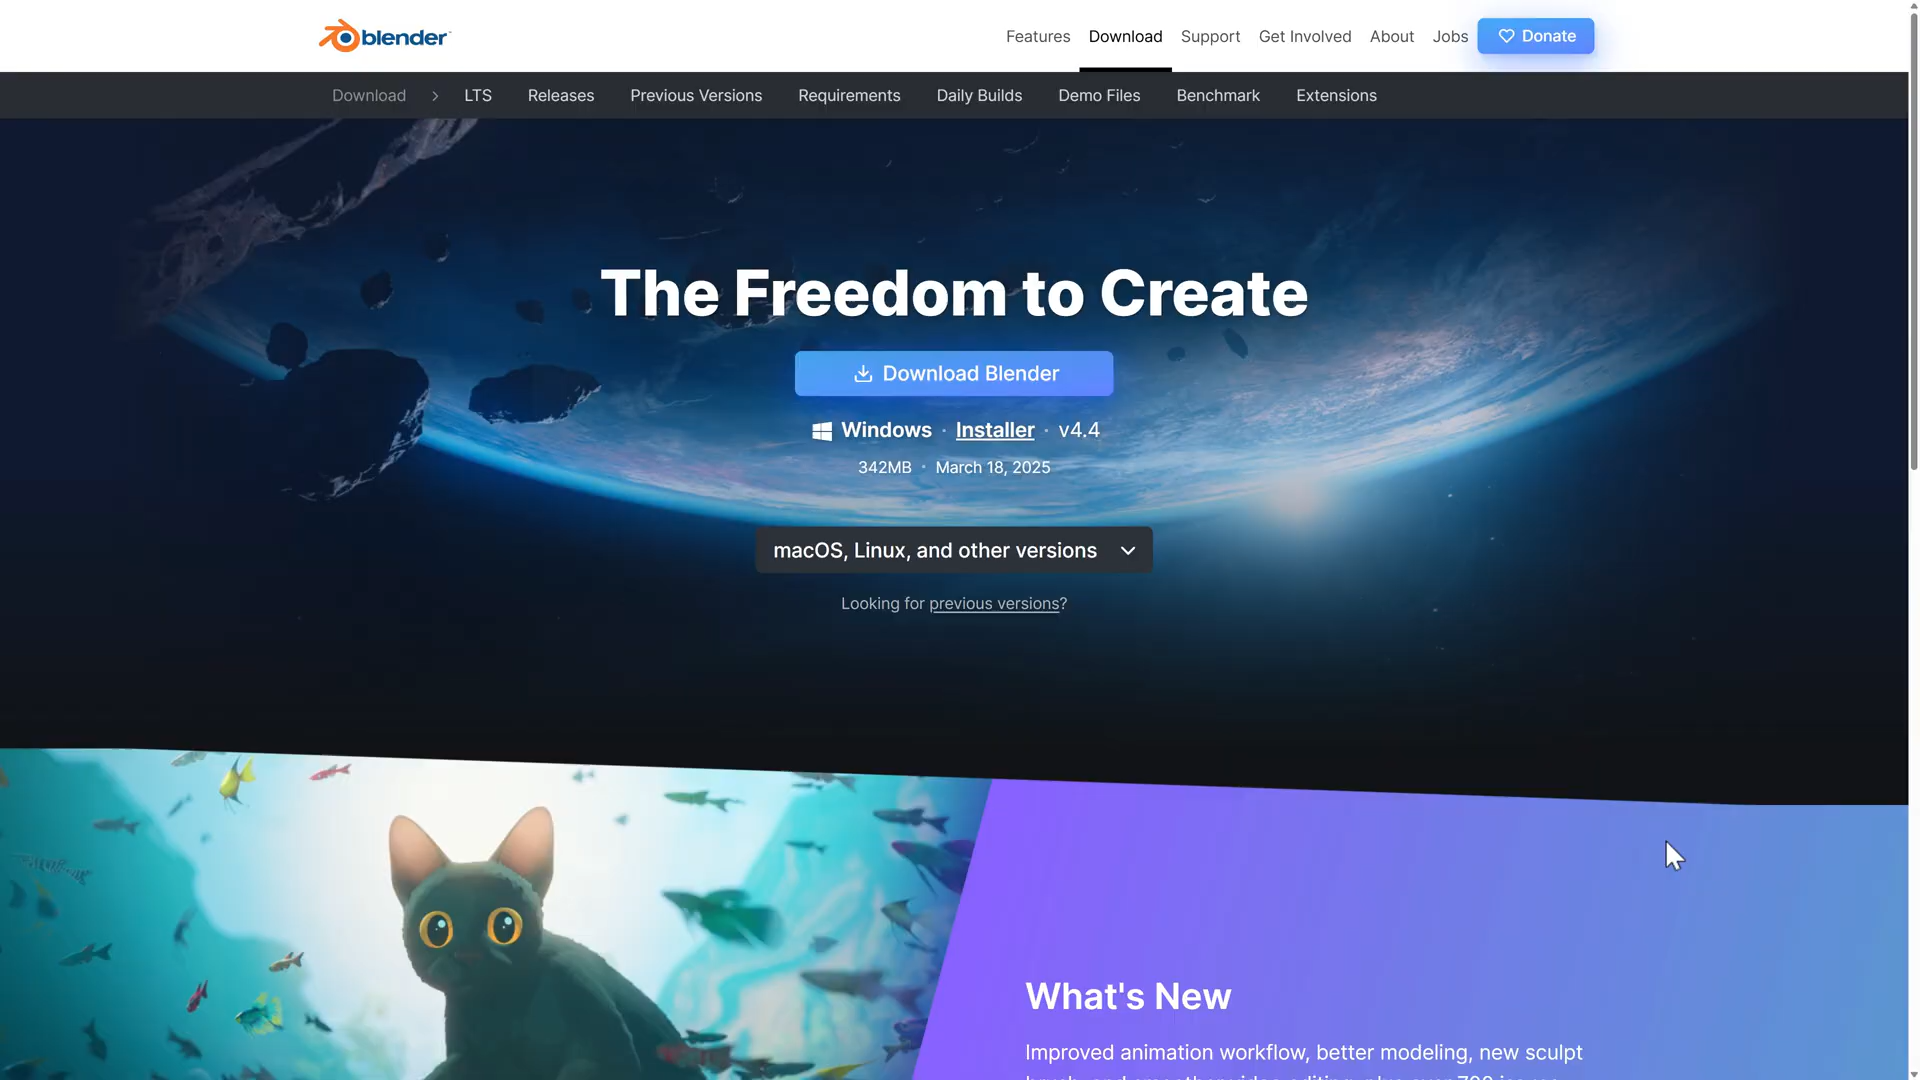 blender
Features Download Support Get Involved About Jobs Donate
Download LTS Releases Previous Versions Requirements Daily Builds Demo Files Benchmark Extensions
The Freedom to Create
Download Blender
Windows · Installer · v4.4
342MB · March 18, 2025
macOS, Linux, and other versions
Looking for previous versions?
What's New
Improved animation workflow, better modeling, new sculpt